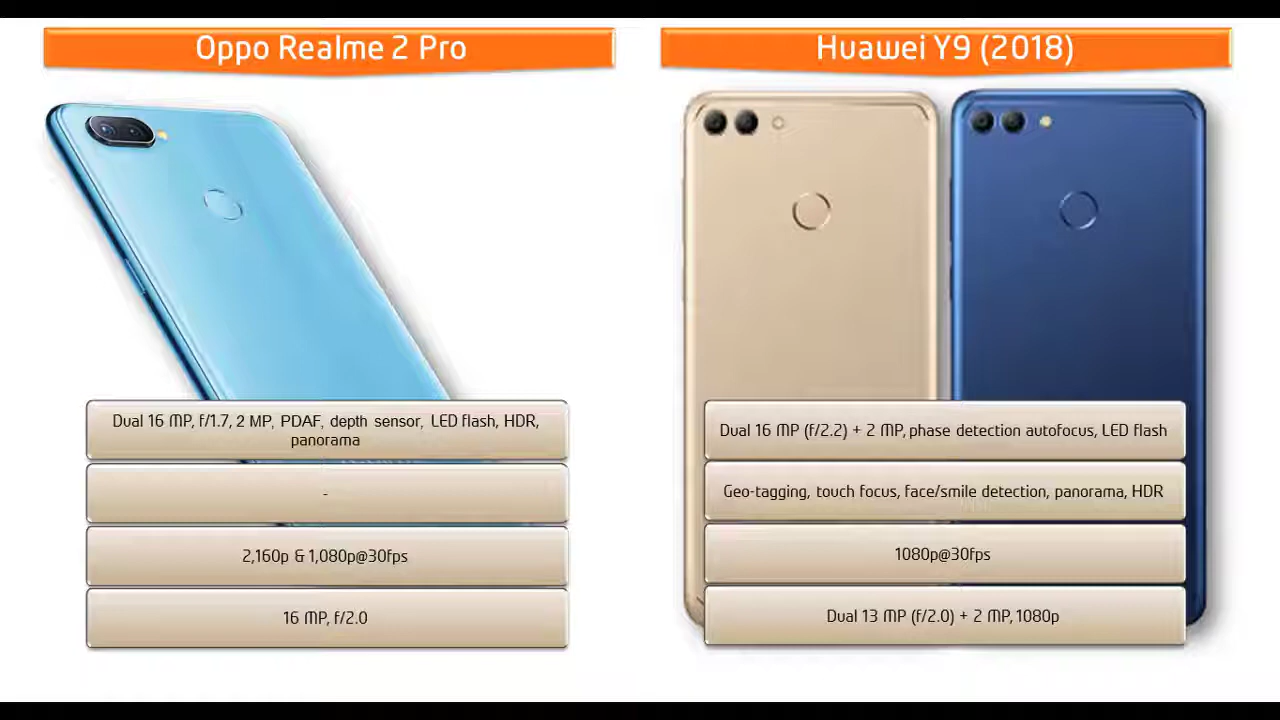 Oppo Realme 2 Pro
Dual 16 MP, f/1.7, 2 MP, PDAF, depth sensor, LED flash, HDR,
panorama
-
2,160p & 1,080p@30fps
16 MP, f/2.0
Huawei Y9 (2018)
Dual 16 MP (f/2.2) + 2 MP, phase detection autofocus, LED flash
Geo-tagging, touch focus, face/smile detection, panorama, HDR
1080p@30fps
Dual 13 MP (f/2.0) + 2 MP, 1080p